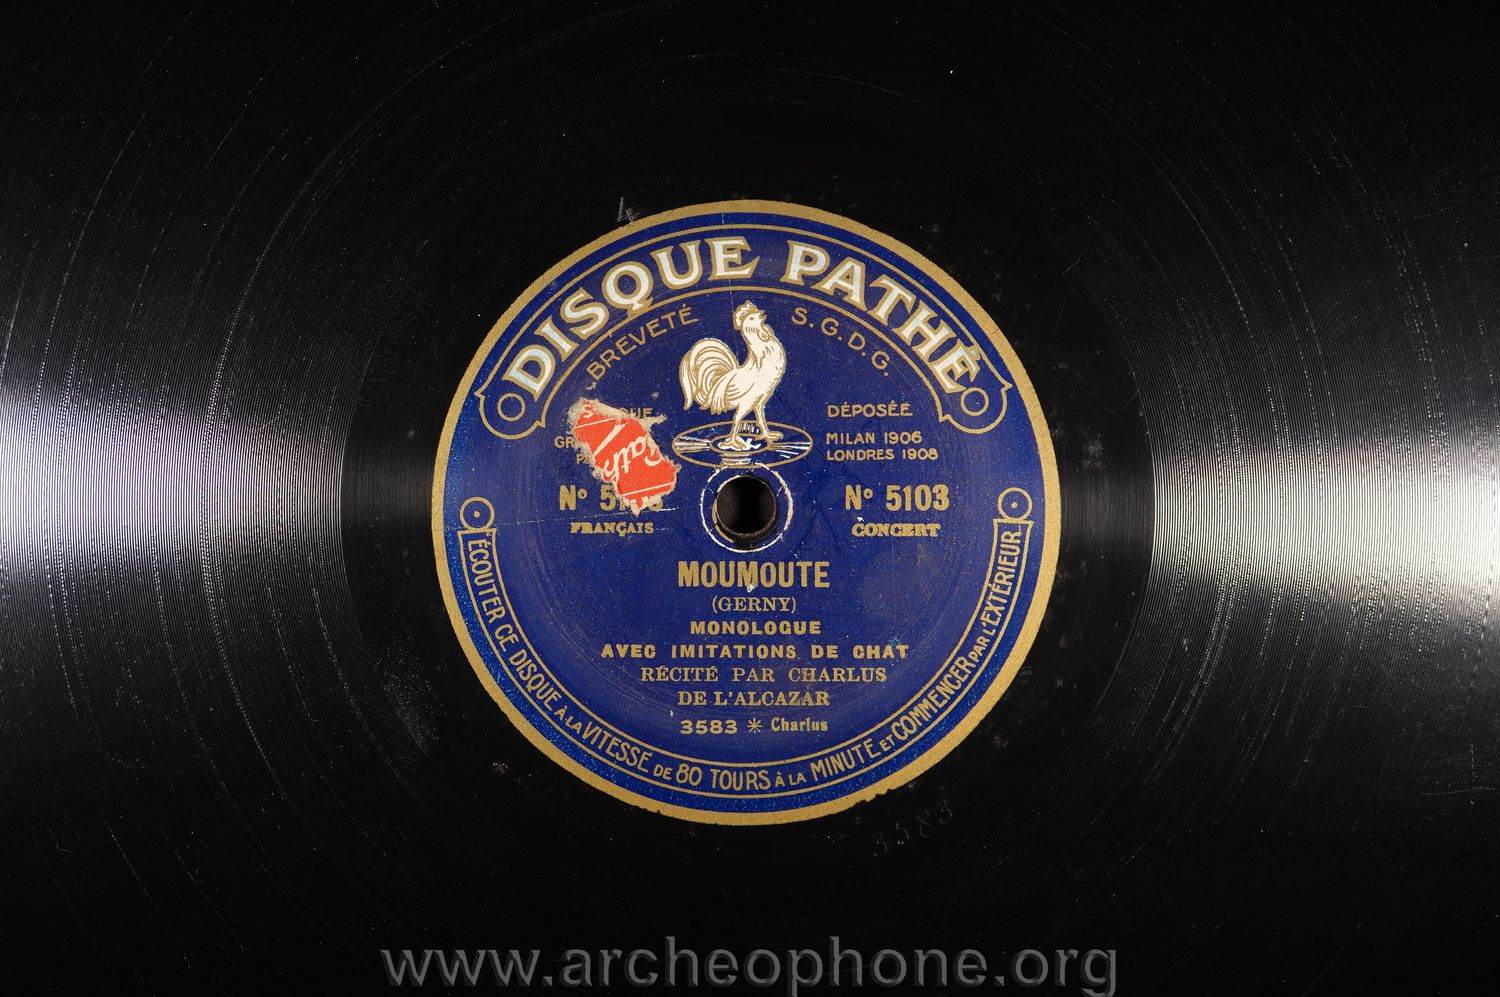 DISQUE PATHÉ
BREVETÉ S.G.D.G.
DÉPOSÉE
MILAN 1906
LONDRES 1908
Nº 5103
FRANÇAIS
CONCERT
MOUMOUTE
(GERNY)
MONOLOGUE
AVEC IMITATIONS DE CHAT
RÉCITÉ PAR CHARLUS
DE L'ALCAZAR
3583 * Charlus
ÉCOUTER CE DISQUE À LA VITESSE DE 80 TOURS À LA MINUTE ET COMMENCER PAR L'EXTÉRIEUR
3583
www.archeophone.org